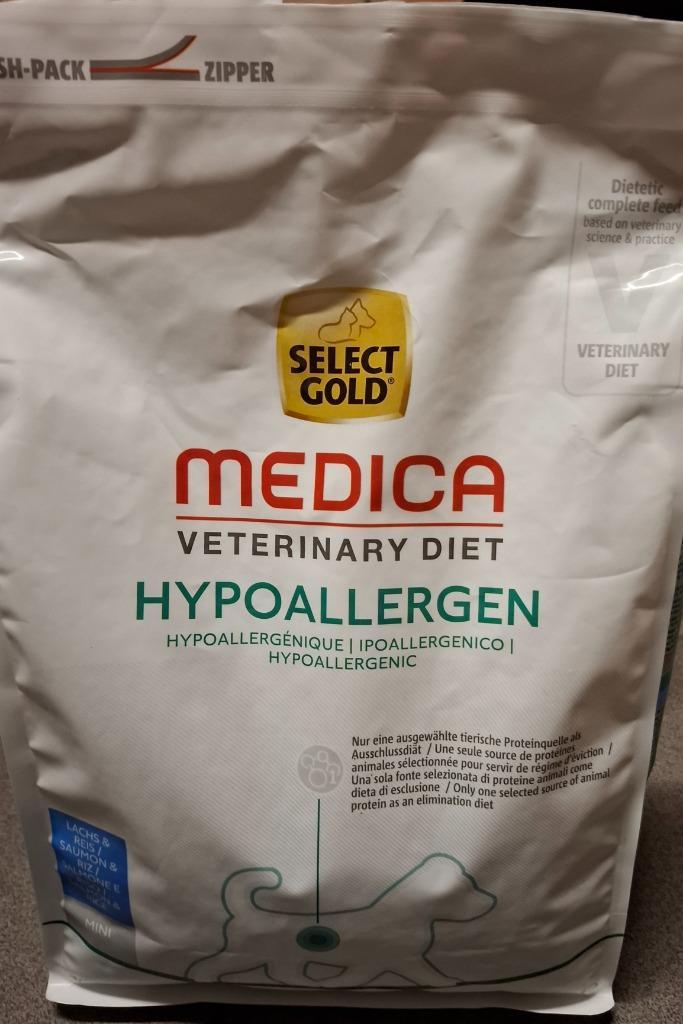 SH-PACK ZIPPER
Dietetic
complete feed
based on veterinary
science & practice
V
VETERINARY
DIET
SELECT
GOLD®
MEDICA
VETERINARY DIET
HYPOALLERGEN
HYPOALLERGÉNIQUE | IPOALLERGENICO |
HYPOALLERGENIC
Nur eine ausgewählte tierische Proteinquelle als
Ausschlussdiät / Une seule source de protéines
animales sélectionnée pour servir de régime d'éviction /
Una sola fonte selezionata di proteine animali come
dieta di esclusione / Only one selected source of animal
protein as an elimination diet
LACHS &
REIS /
SAUMON &
RIZ /
SALMONE E
MINI